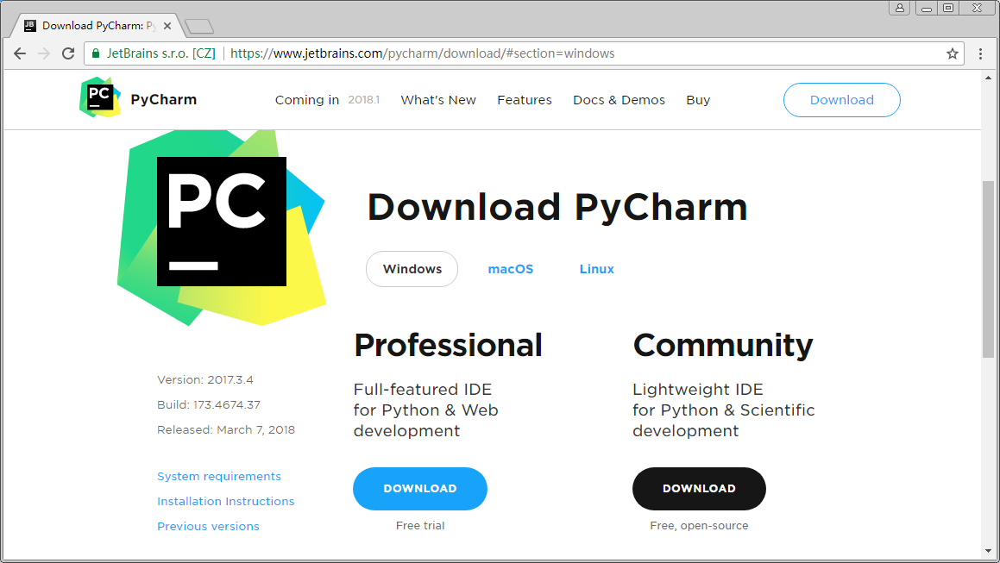 JB
Download PyCharm: Py
JetBrains s.r.o. [CZ]
https://www.jetbrains.com/pycharm/download/#section=windows
PC
PyCharm
Coming in 2018.1
What's New
Features
Docs & Demos
Buy
Download
PC
Download PyCharm
Windows
macOS
Linux
Version: 2017.3.4
Build: 173.4674.37
Released: March 7, 2018
System requirements
Installation Instructions
Previous versions
Professional
Full-featured IDE
for Python & Web
development
DOWNLOAD
Free trial
Community
Lightweight IDE
for Python & Scientific
development
DOWNLOAD
Free, open-source